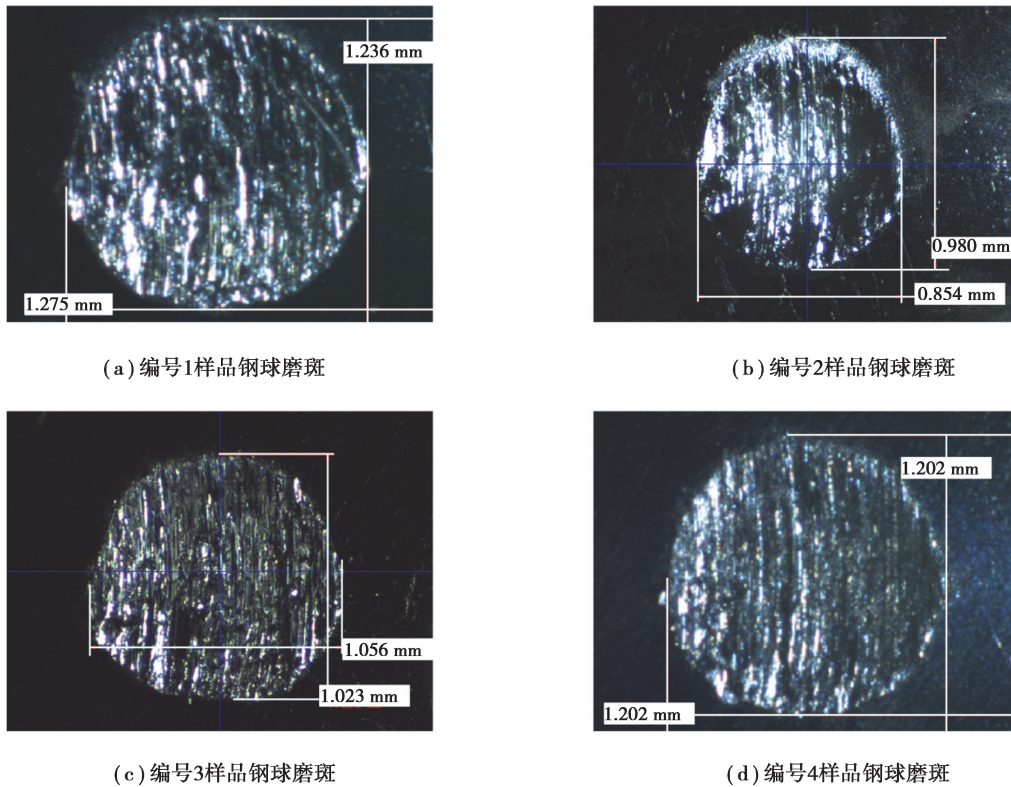 1.236 mm
1.275 mm
(a)编号1样品钢球磨斑
0.980 mm
0.854 mm
(b)编号2样品钢球磨斑
1.056 mm
1.023 mm
(c)编号3样品钢球磨斑
1.202 mm
1.202 mm
(d)编号4样品钢球磨斑